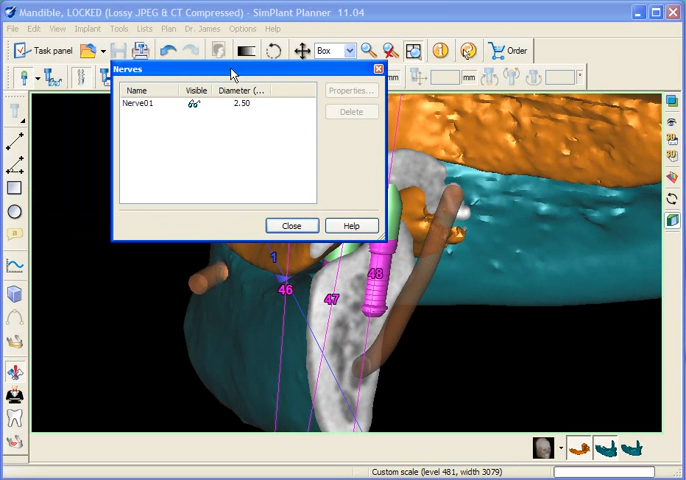 Mandible, LOCKED (Lossy JPEG & CT Compressed) - SimPlant Planner 11.04
File Edit View Implant Tools List Plan Dr. James Options Help
Task panel Box Order
mm mm
Nerves
Name Visible Diameter (...
Nerve01 2.50
Properties...
Delete
Close Help
1
46
47
48
Custom scale (level 481, width 3079)